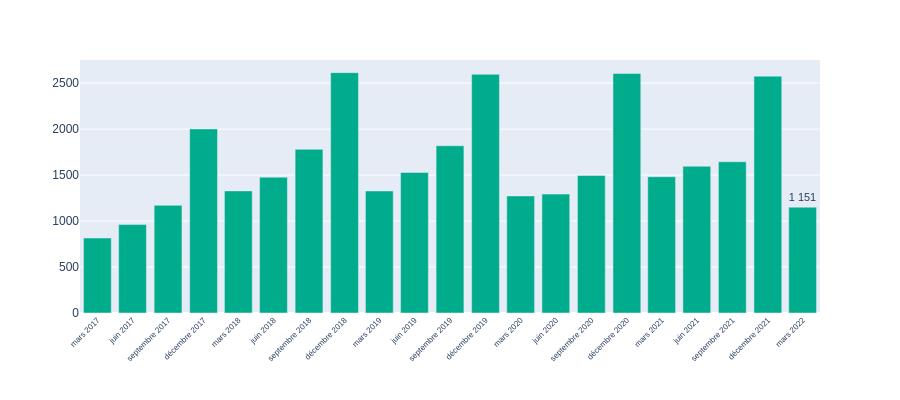 2500
2000
1500
1000
500
0
1 151
mars 2017
juin 2017
septembre 2017
décembre 2017
mars 2018
juin 2018
septembre 2018
décembre 2018
mars 2019
juin 2019
septembre 2019
décembre 2019
mars 2020
juin 2020
septembre 2020
décembre 2020
mars 2021
juin 2021
septembre 2021
décembre 2021
mars 2022